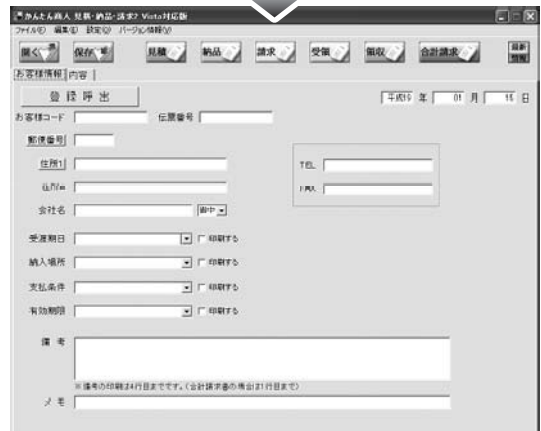 かんたん商人 見積・納品・請求2 Vista対応版
ファイル(F) 編集(E) 設定(O) バージョン情報(V)
開く 保存 見積 納品 請求 受領 領収 合計請求 最新情報
お客様情報 内容
登録呼出 平成19 年 01 月 15 日
お客様コード 伝票番号
郵便番号
住所1 TEL
住所2 FAX
会社名 御中
受渡期日 印刷する
納入場所 印刷する
支払条件 印刷する
有効期限 印刷する
備考
※備考の印刷は4行目までです。(合計請求書の場合は1行目まで)
メモ